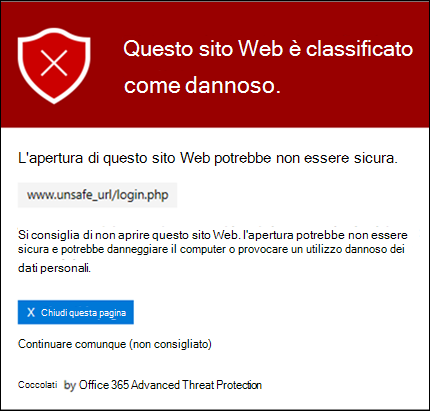 Questo sito Web è classificato
come dannoso.
L'apertura di questo sito Web potrebbe non essere sicura.
www.unsafe_url/login.php
Si consiglia di non aprire questo sito Web. l'apertura potrebbe non essere
sicura e potrebbe danneggiare il computer o provocare un utilizzo dannoso dei
dati personali.
X Chiudi questa pagina
Continuare comunque (non consigliato)
Coccolati by Office 365 Advanced Threat Protection